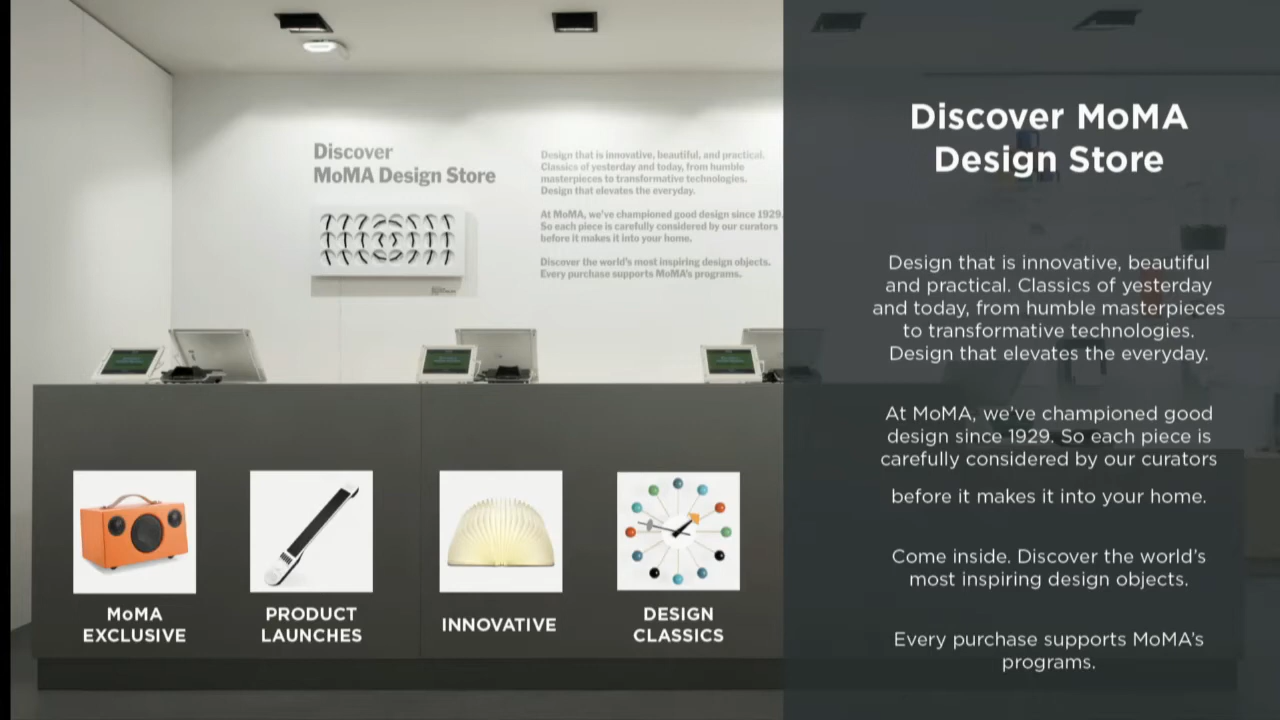 Discover
MoMA Design Store
Design that is innovative, beautiful, and practical.
Classics of yesterday and today, from humble
masterpieces to transformative technologies.
Design that elevates the everyday.
At MoMA, we've championed good design since 1929.
So each piece is carefully considered by our curators
before it makes it into your home.
Discover the world's most inspiring design objects.
Every purchase supports MoMA's programs.
MoMA
EXCLUSIVE
PRODUCT
LAUNCHES
INNOVATIVE
DESIGN
CLASSICS
Discover MoMA
Design Store
Design that is innovative, beautiful
and practical. Classics of yesterday
and today, from humble masterpieces
to transformative technologies.
Design that elevates the everyday.
At MoMA, we've championed good
design since 1929. So each piece is
carefully considered by our curators
before it makes it into your home.
Come inside. Discover the world's
most inspiring design objects.
Every purchase supports MoMA's
programs.